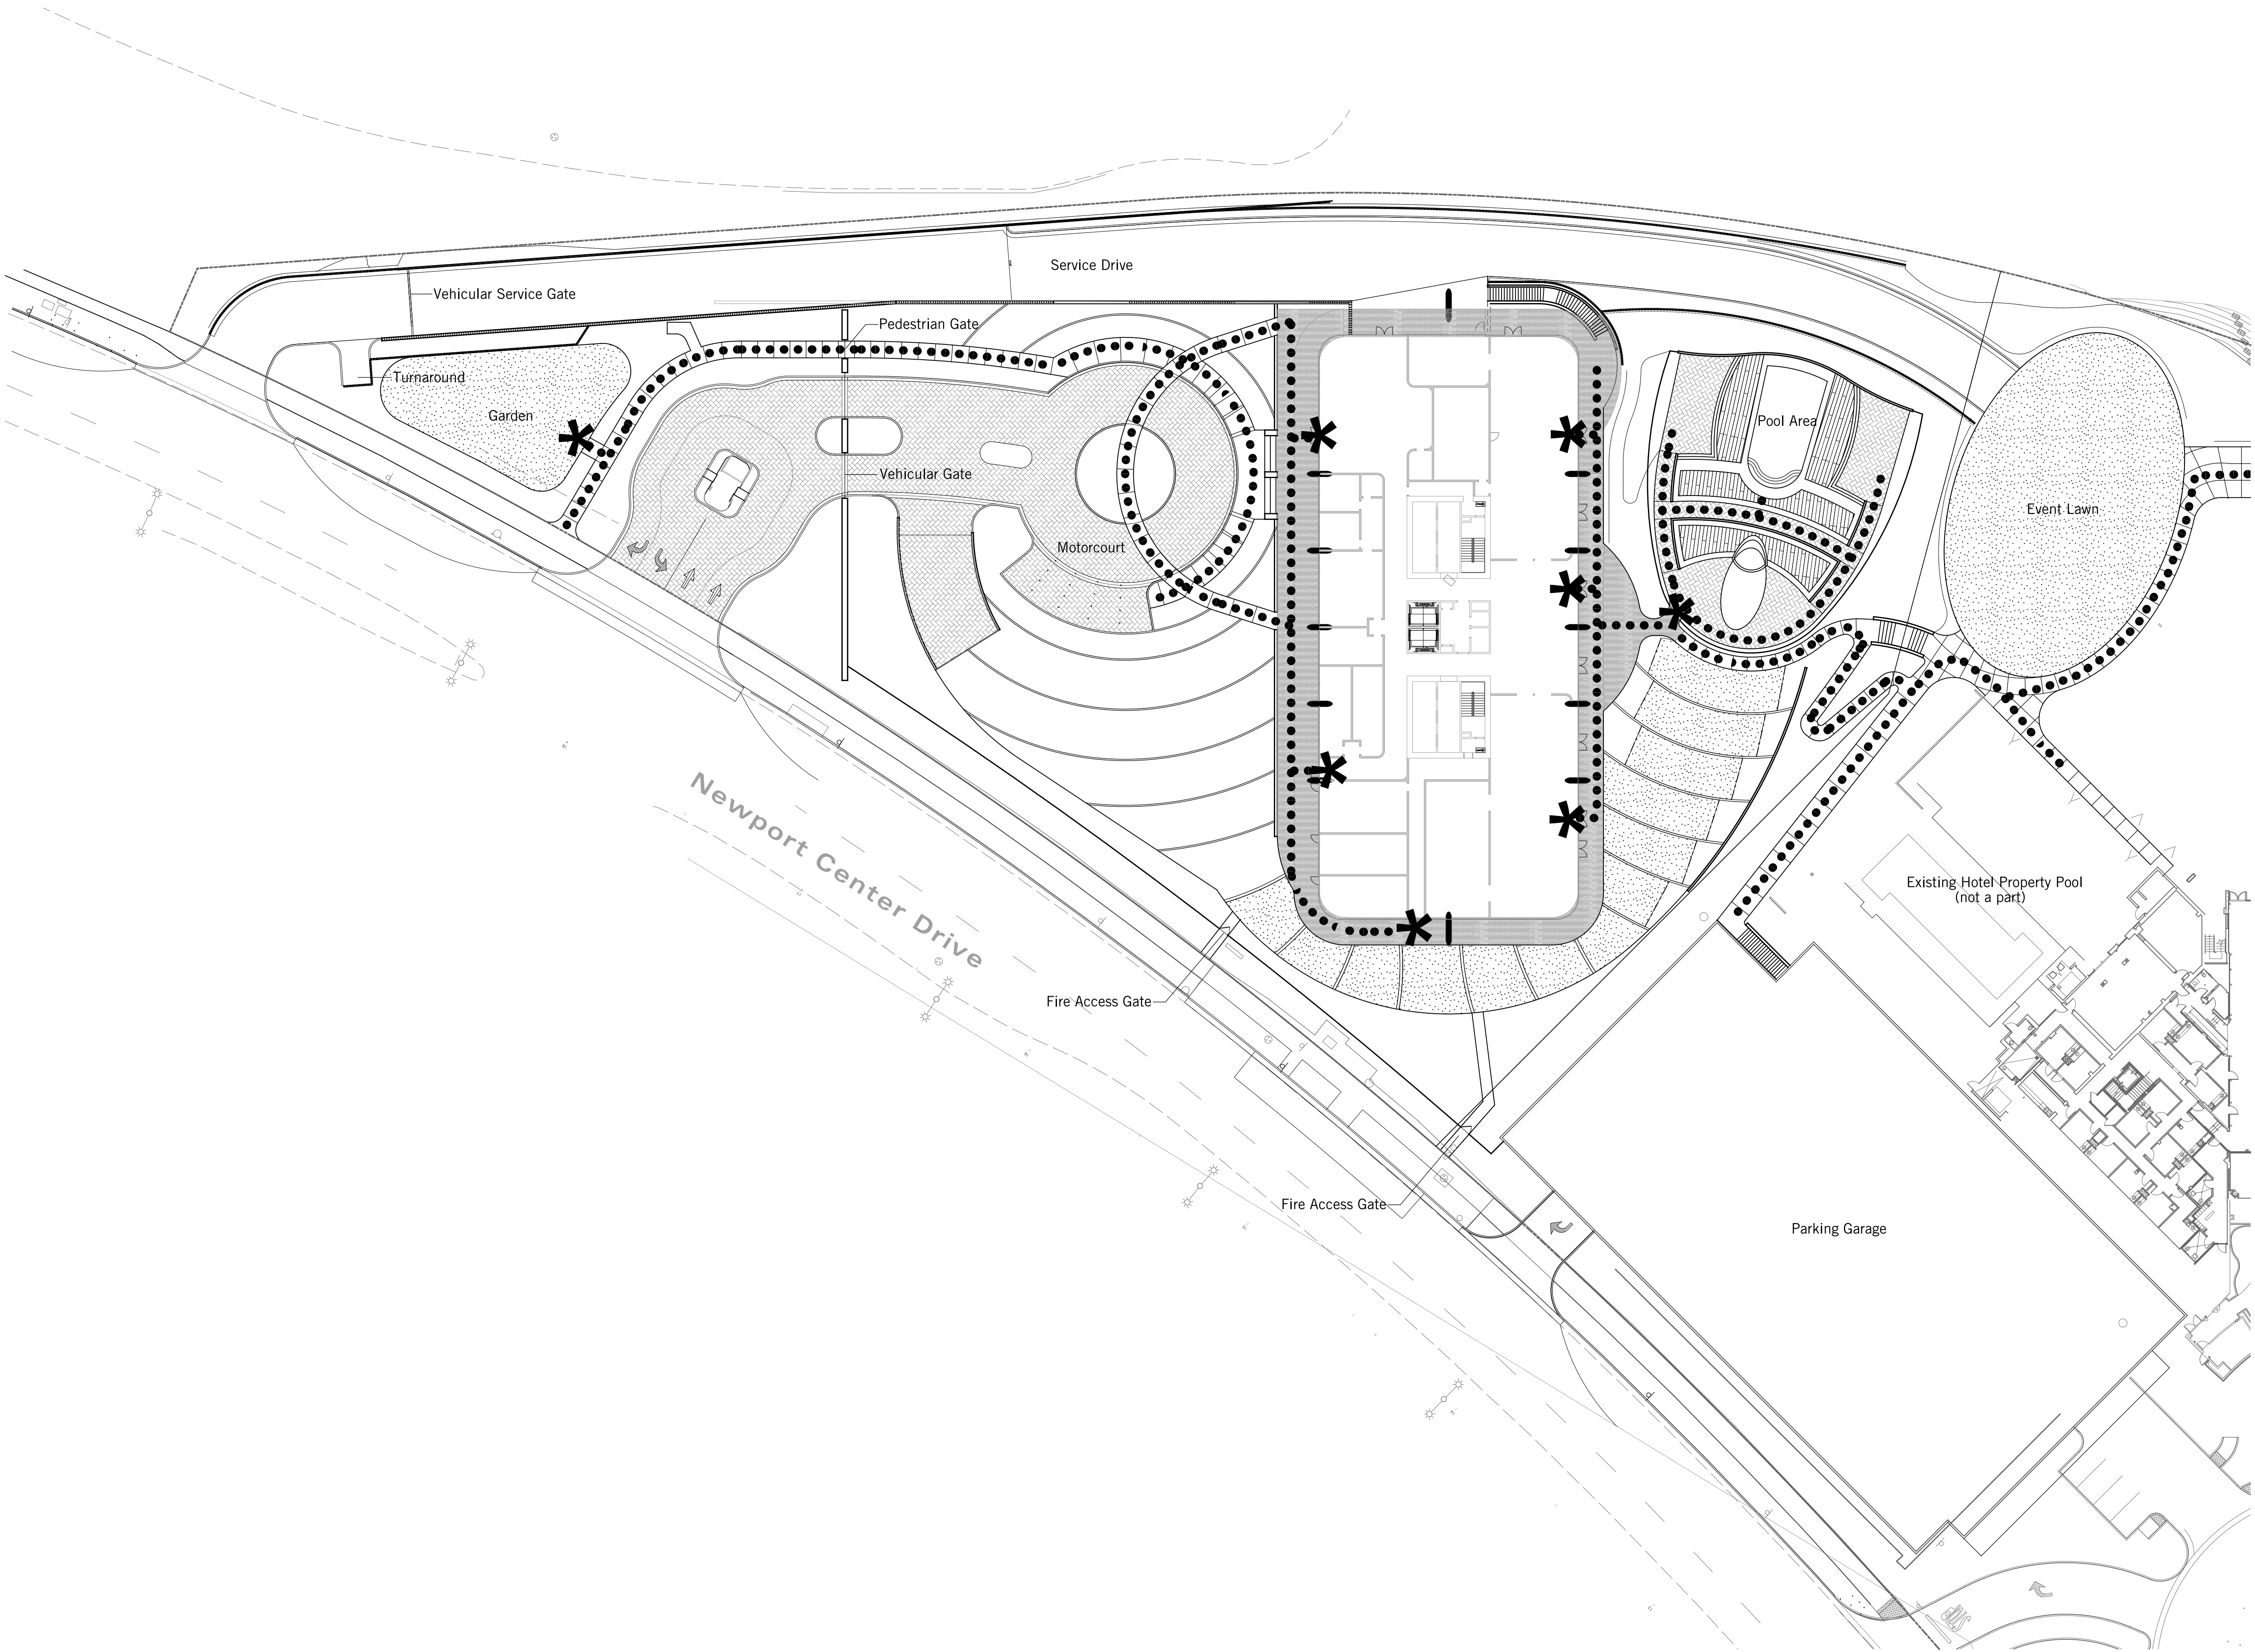 Service Drive
Vehicular Service Gate
Pedestrian Gate
Turnaround
Garden
Pool Area
Vehicular Gate
Event Lawn
Motorcourt
Newport Center Drive
Existing Hotel Property Pool
(not a part)
Fire Access Gate
Fire Access Gate
Parking Garage